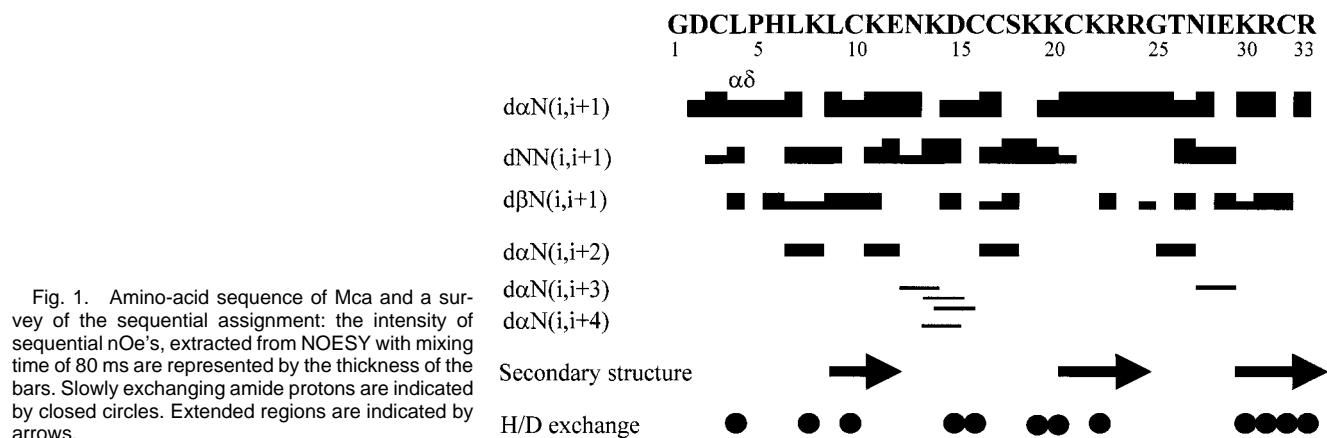 GDCLPHLKLCKENKDCCSKKCKRRGTNIEKRCR
1 5 10 15 20 25 30 33
αδ
dαN(i,i+1)
dNN(i,i+1)
dβN(i,i+1)
dαN(i,i+2)
dαN(i,i+3)
dαN(i,i+4)
Secondary structure
H/D exchange
Fig. 1. Amino-acid sequence of Mca and a sur-
vey of the sequential assignment: the intensity of
sequential nOe's, extracted from NOESY with mixing
time of 80 ms are represented by the thickness of the
bars. Slowly exchanging amide protons are indicated
by closed circles. Extended regions are indicated by
arrows.